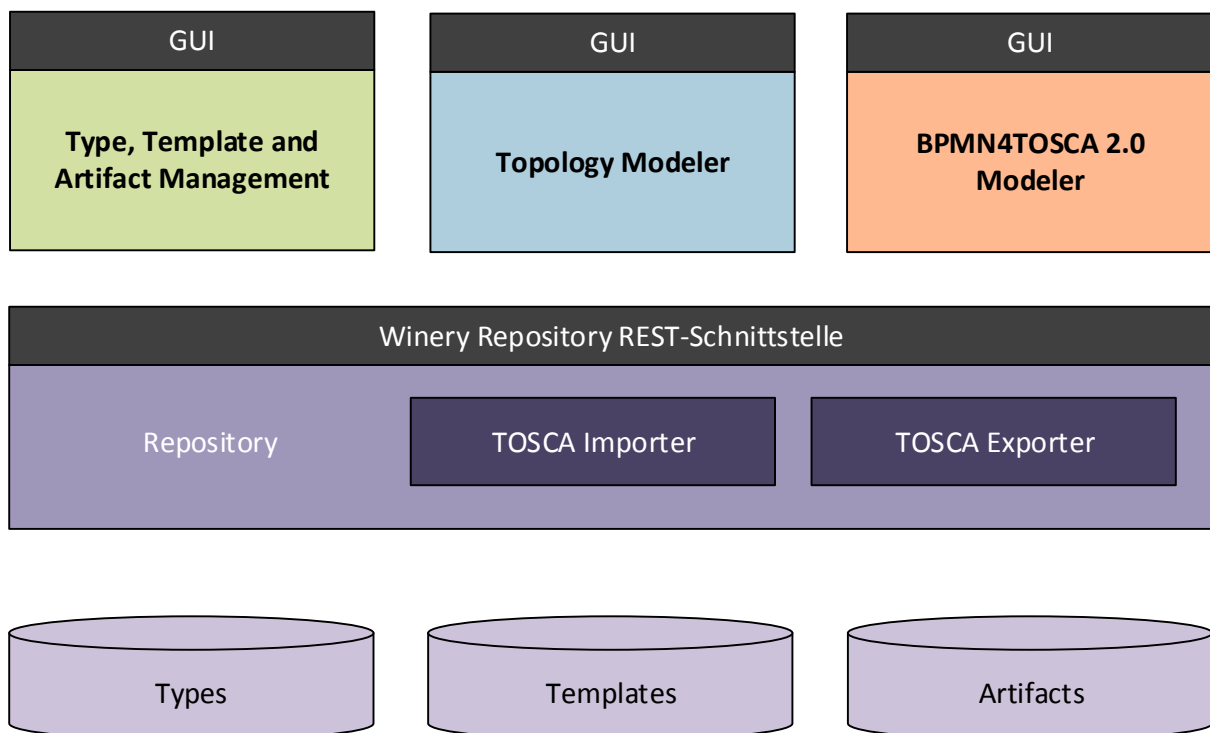 GUI
GUI
GUI
Type, Template and
Artifact Management
Topology Modeler
BPMN4TOSCA 2.0
Modeler
Winery Repository REST-Schnittstelle
Repository
TOSCA Importer
TOSCA Exporter
Types
Templates
Artifacts